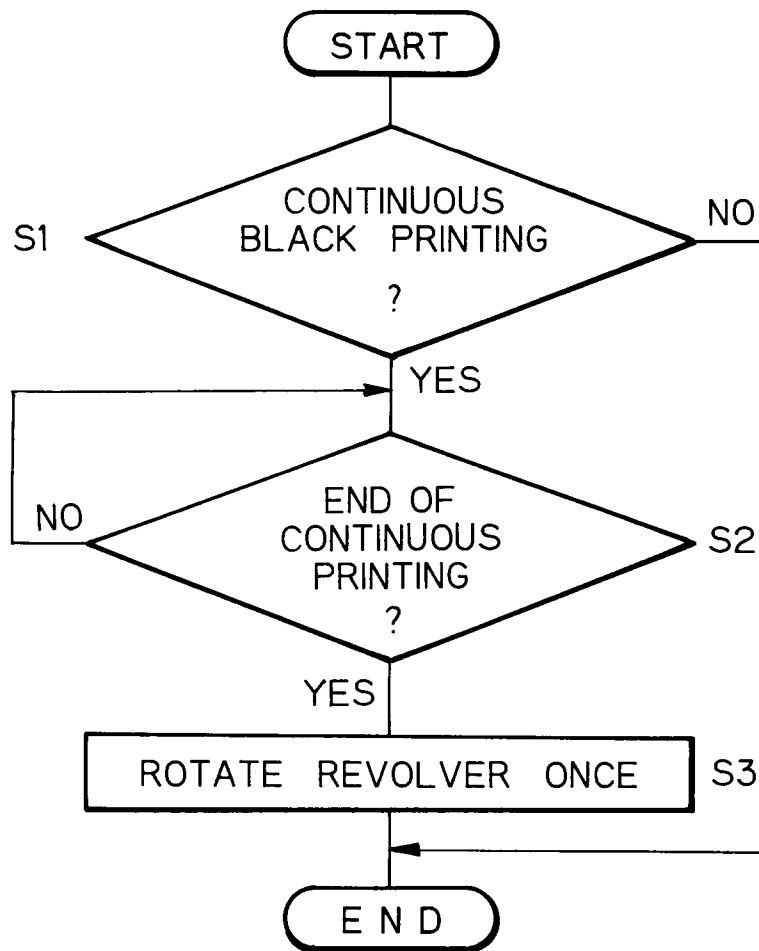 START
CONTINUOUS
BLACK PRINTING
?
S1
NO
YES
END OF
CONTINUOUS
PRINTING
?
NO
S2
YES
ROTATE REVOLVER ONCE
S3
END